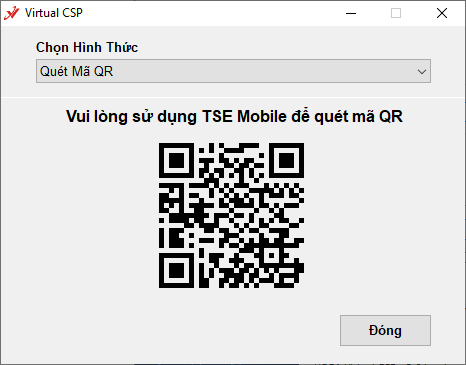 Virtual CSP
Chọn Hình Thức
Quét Mã QR
Vui lòng sử dụng TSE Mobile để quét mã QR
Đóng